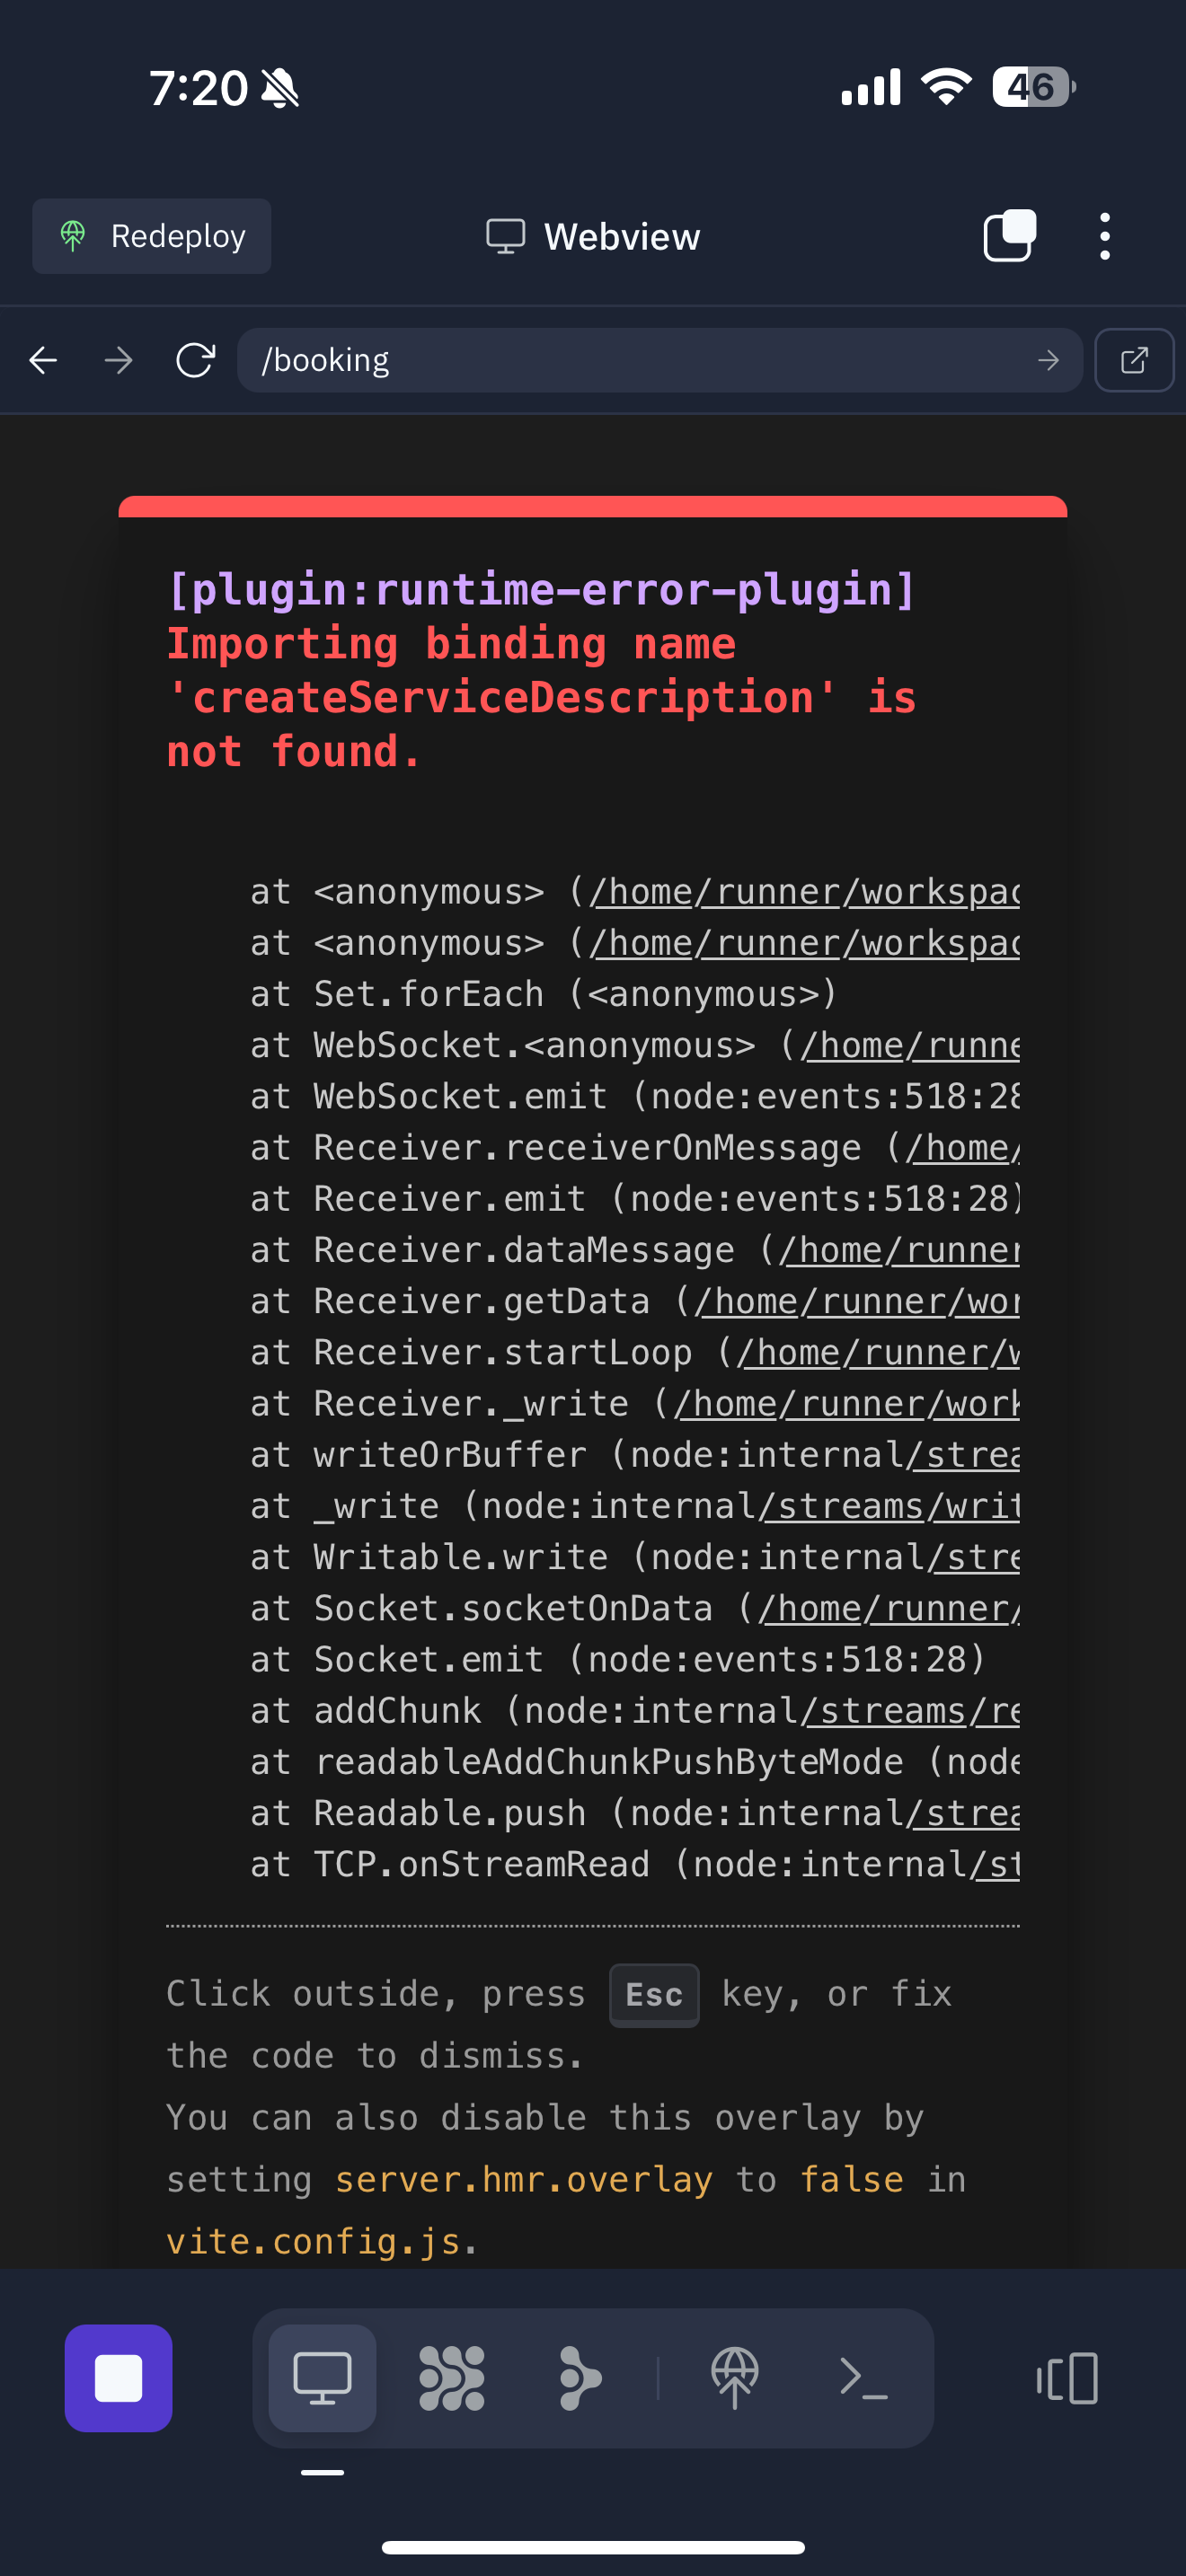 7:20
46
Redeploy
Webview
/booking
[plugin:runtime-error-plugin]
Importing binding name
'createServiceDescription' is
not found.
at <anonymous> (/home/runner/workspac
at <anonymous> (/home/runner/workspac
at Set.forEach (<anonymous>)
at WebSocket.<anonymous> (/home/runne
at WebSocket.emit (node:events:518:28
at Receiver.receiverOnMessage (/home/
at Receiver.emit (node:events:518:28)
at Receiver.dataMessage (/home/runner
at Receiver.getData (/home/runner/wor
at Receiver.startLoop (/home/runner/w
at Receiver._write (/home/runner/work
at writeOrBuffer (node:internal/strea
at _write (node:internal/streams/writ
at Writable.write (node:internal/stre
at Socket.socketOnData (/home/runner/
at Socket.emit (node:events:518:28)
at addChunk (node:internal/streams/re
at readableAddChunkPushByteMode (node
at Readable.push (node:internal/strea
at TCP.onStreamRead (node:internal/st
Click outside, press Esc key, or fix
the code to dismiss.
You can also disable this overlay by
setting server.hmr.overlay to false in
vite.config.js.